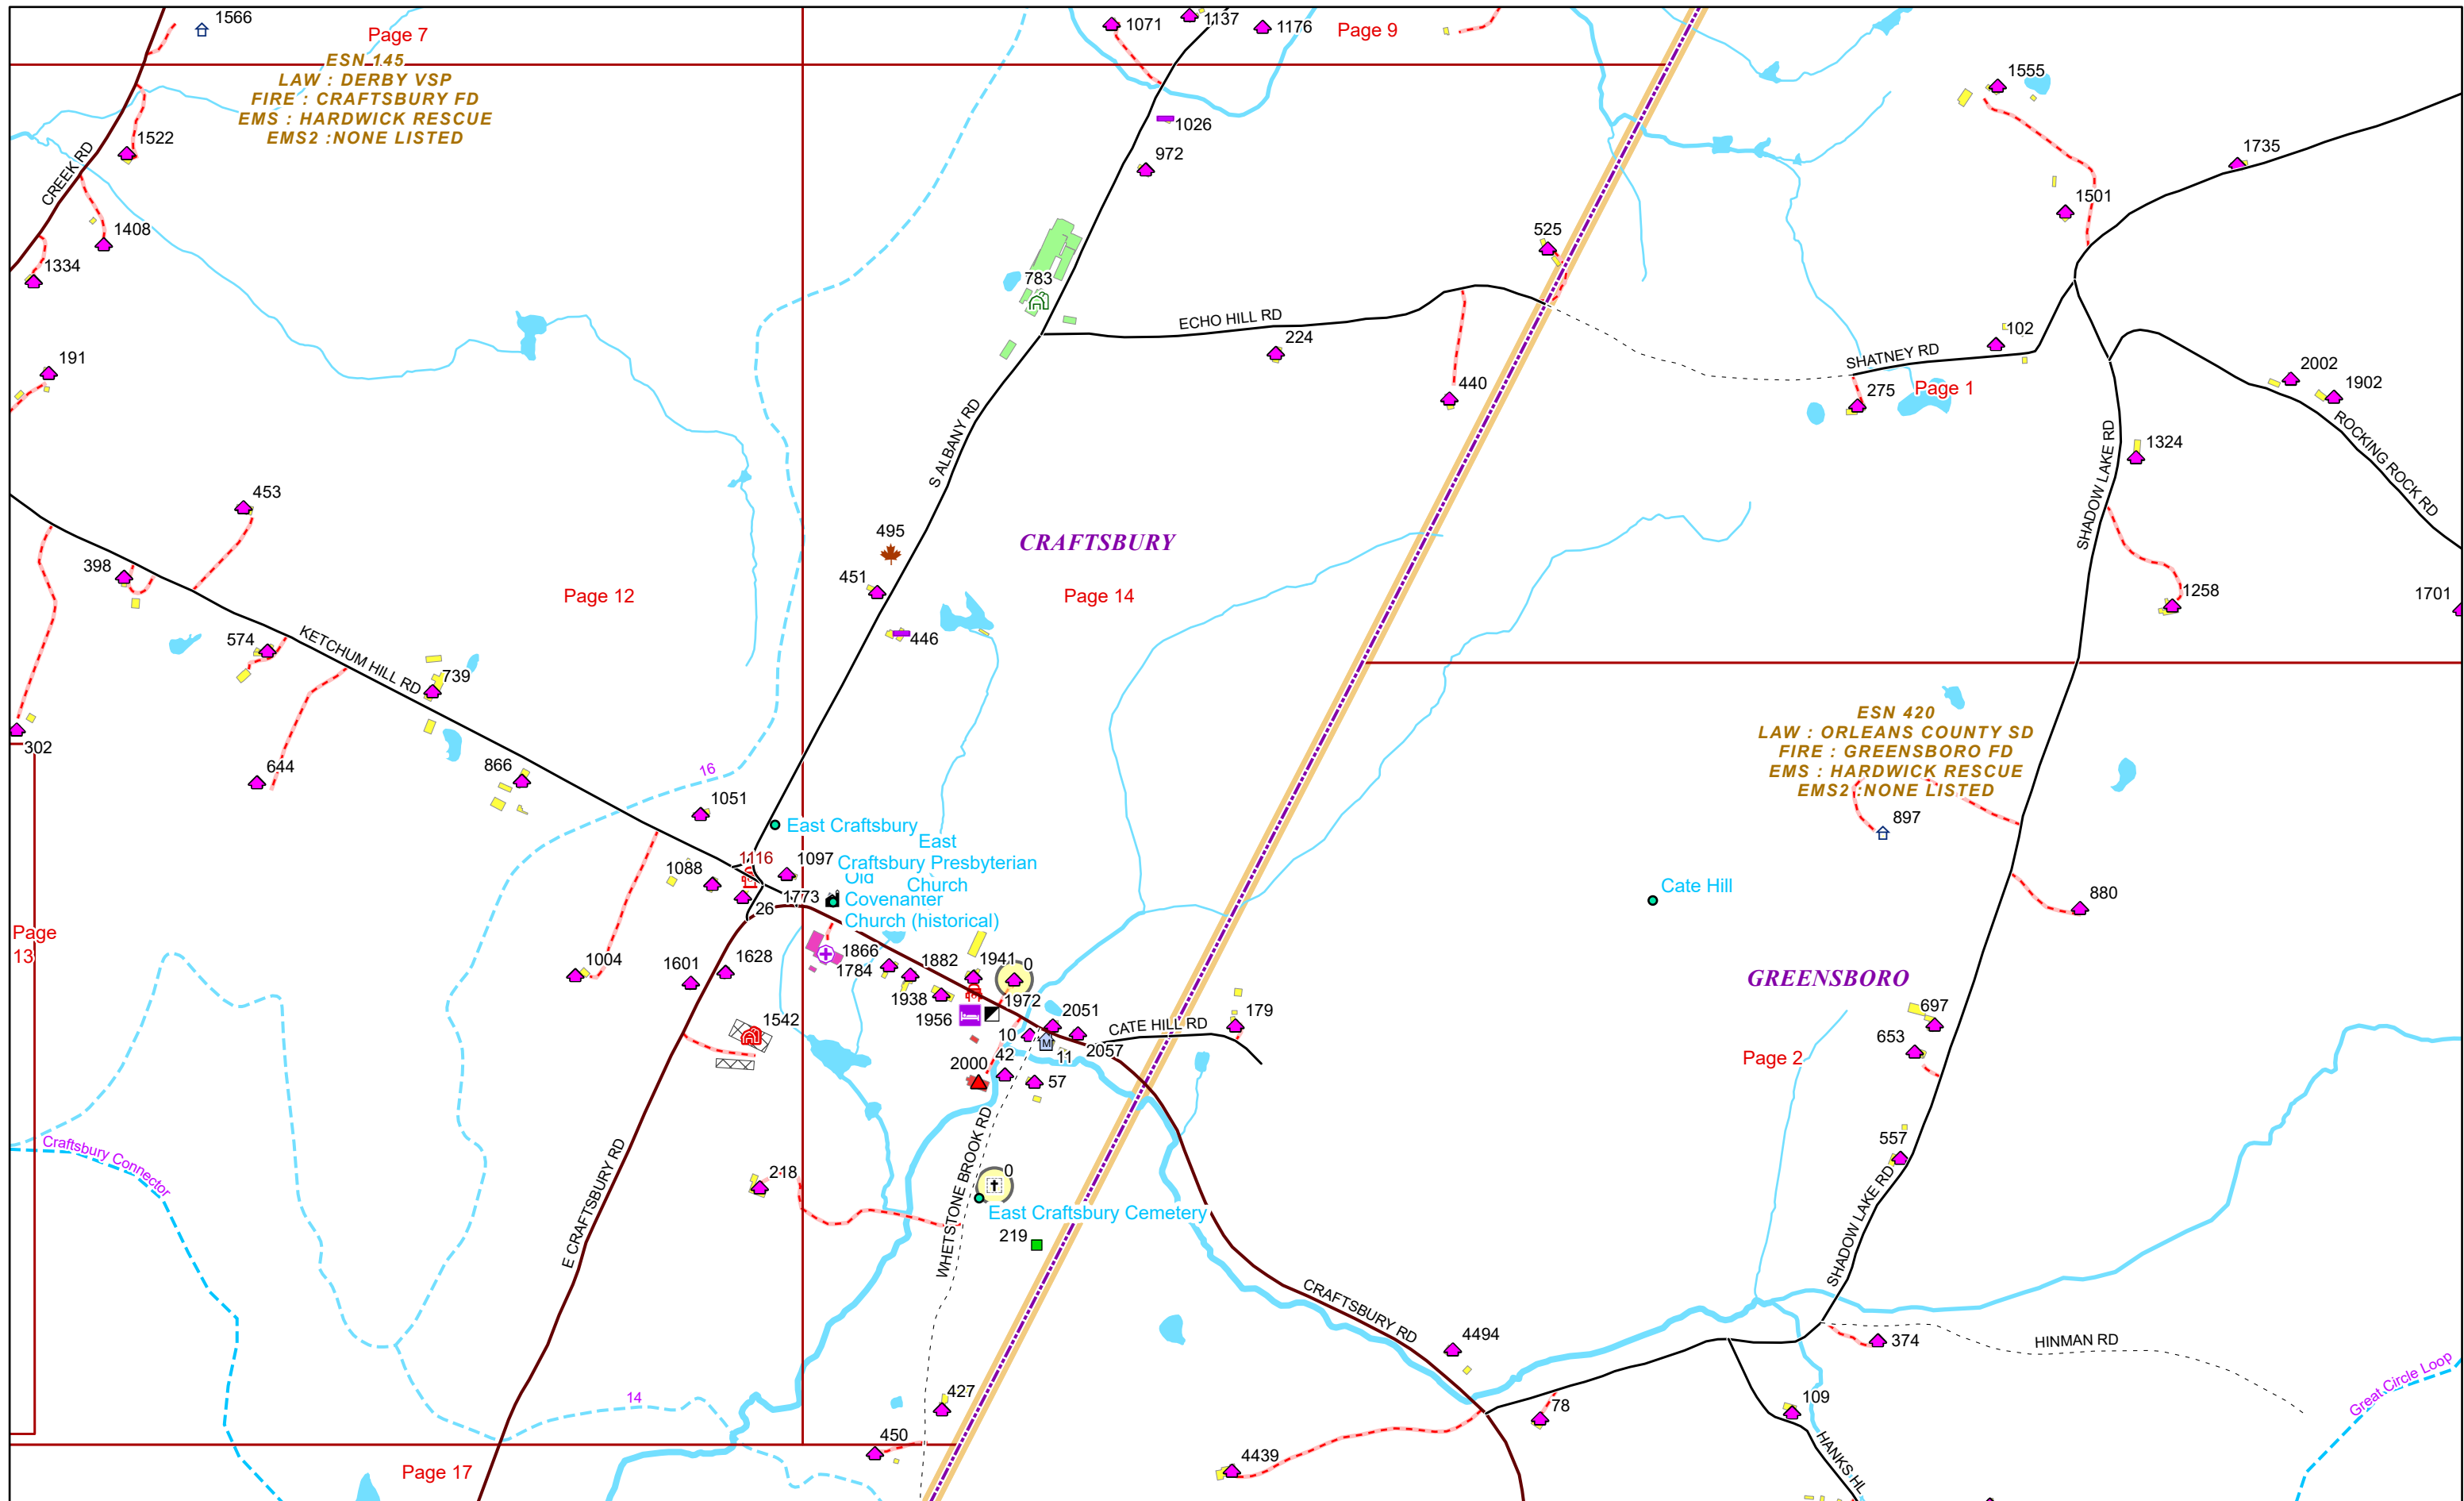 1566
Page 7
1071
1137
1176
Page 9
ESN 145
LAW : DERBY VSP
FIRE : CRAFTSBURY FD
EMS : HARDWICK RESCUE
EMS2 :NONE LISTED
1555
1522
1026
CREEK RD
972
1735
1408
1501
525
1334
783
ECHO HILL RD
224
102
SHATNEY RD
191
2002
1902
440
275
Page 1
S ALBANY RD
ROCKING ROCK RD
1324
SHADOW LAKE RD
453
495
CRAFTSBURY
398
451
Page 12
Page 14
1258
1701
574
KETCHUM HILL RD
446
739
302
644
866
16
ESN 420
LAW : ORLEANS COUNTY SD
FIRE : GREENSBORO FD
EMS : HARDWICK RESCUE
EMS2 :NONE LISTED
1051
East Craftsbury
897
East
Craftsbury Presbyterian
Church
1116
1097
1088
Old
Covenanter
Church (historical)
1773
26
Cate Hill
880
Page
13
1004
1601
1628
1866
1784
1882
1941
0
GREENSBORO
1938
1972
1956
2051
179
697
1542
10
CATE HILL RD
653
42
11
2057
Page 2
2000
57
Craftsbury Connector
E CRAFTSBURY RD
WHETSTONE BROOK RD
557
218
0
East Craftsbury Cemetery
219
SHADOW LAKE RD
CRAFTSBURY RD
4494
374
HINMAN RD
Great Circle Loop
14
427
78
109
450
HANKS HL
4439
Page 17